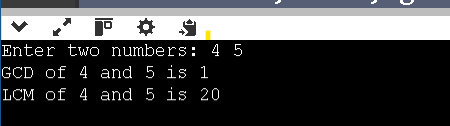 Enter two numbers: 4 5
GCD of 4 and 5 is 1
LCM of 4 and 5 is 20